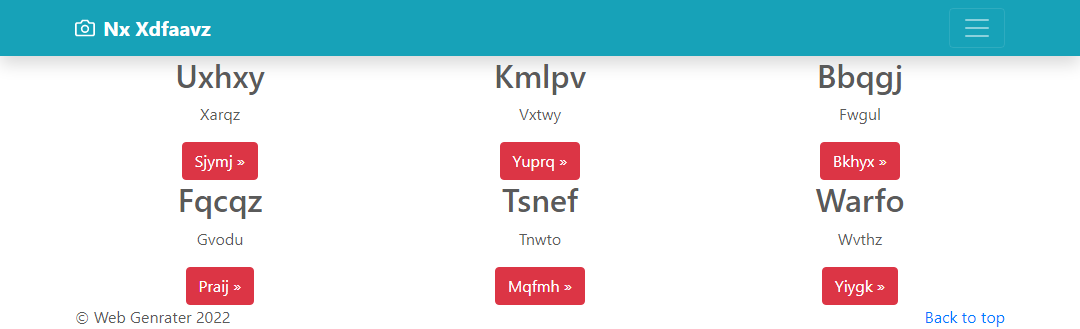 Nx Xdfaavz
Uxhxy Kmlpv Bbqgj
Xarqz Vxtwy Fwgul
Sjymj » Yuprq » Bkhyx »
Fqcqz Tsnef Warfo
Gvodu Tnwto Wvthz
Praij » Mqfmh » Yiygk »
© Web Genrater 2022 Back to top